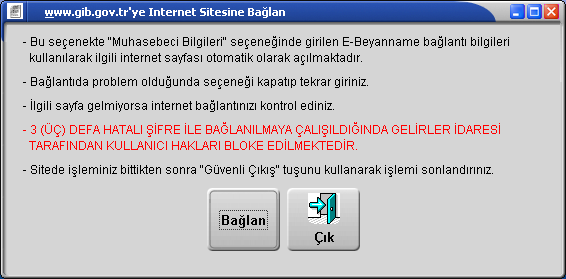 www.gib.gov.tr'ye Internet Sitesine Bağlan
- Bu seçenekte "Muhasebeci Bilgileri" seçeneğinde girilen E-Beyanname bağlantı bilgileri
kullanılarak ilgili internet sayfası otomatik olarak açılmaktadır.
- Bağlantıda problem olduğunda seçeneği kapatıp tekrar giriniz.
- İlgili sayfa gelmiyorsa internet bağlantınızı kontrol ediniz.
- 3 (ÜÇ) DEFA HATALI ŞİFRE İLE BAĞLANILMAYA ÇALIŞILDIĞINDA GELİRLER İDARESİ
TARAFINDAN KULLANICI HAKLARI BLOKE EDİLMEKTEDİR.
- Sitede işleminiz bittikten sonra "Güvenli Çıkış" tuşunu kullanarak işlemi sonlandırınız.
Bağlan
Çık